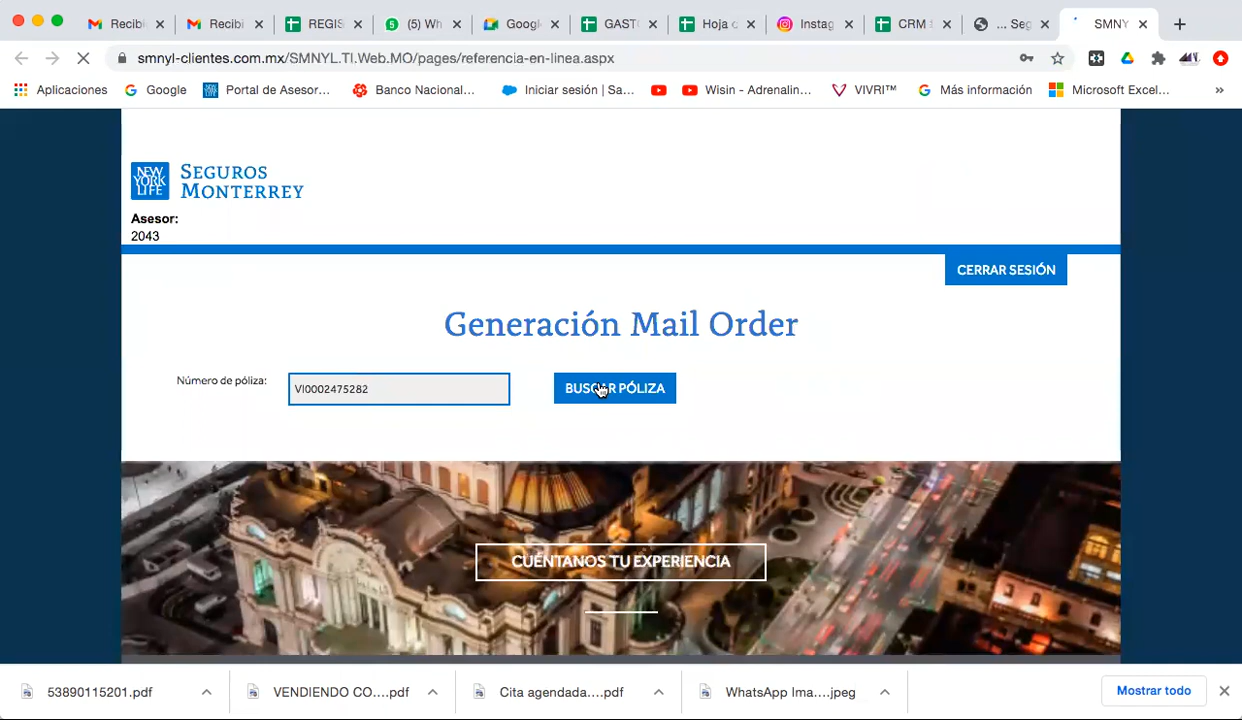 Recibi
Recibi
REGIS
(5) Wh
Googl
GAST
Hoja c
Instag
CRM
... Seg
SMNY
smnyl-clientes.com.mx/SMNYL.TI.Web.MO/pages/referencia-en-linea.aspx
Aplicaciones
Google
Portal de Asesor...
Banco Nacional...
Iniciar sesión | Sa...
Wisin - Adrenalin...
VIVRI™
Más información
Microsoft Excel...
»
NEW YORK LIFE
SEGUROS
MONTERREY
Asesor:
2043
CERRAR SESIÓN
Generación Mail Order
Número de póliza:
VI0002475282
BUSCAR PÓLIZA
CUÉNTANOS TU EXPERIENCIA
53890115201.pdf
VENDIENDO CO....pdf
Cita agendada....pdf
WhatsApp Ima....jpeg
Mostrar todo